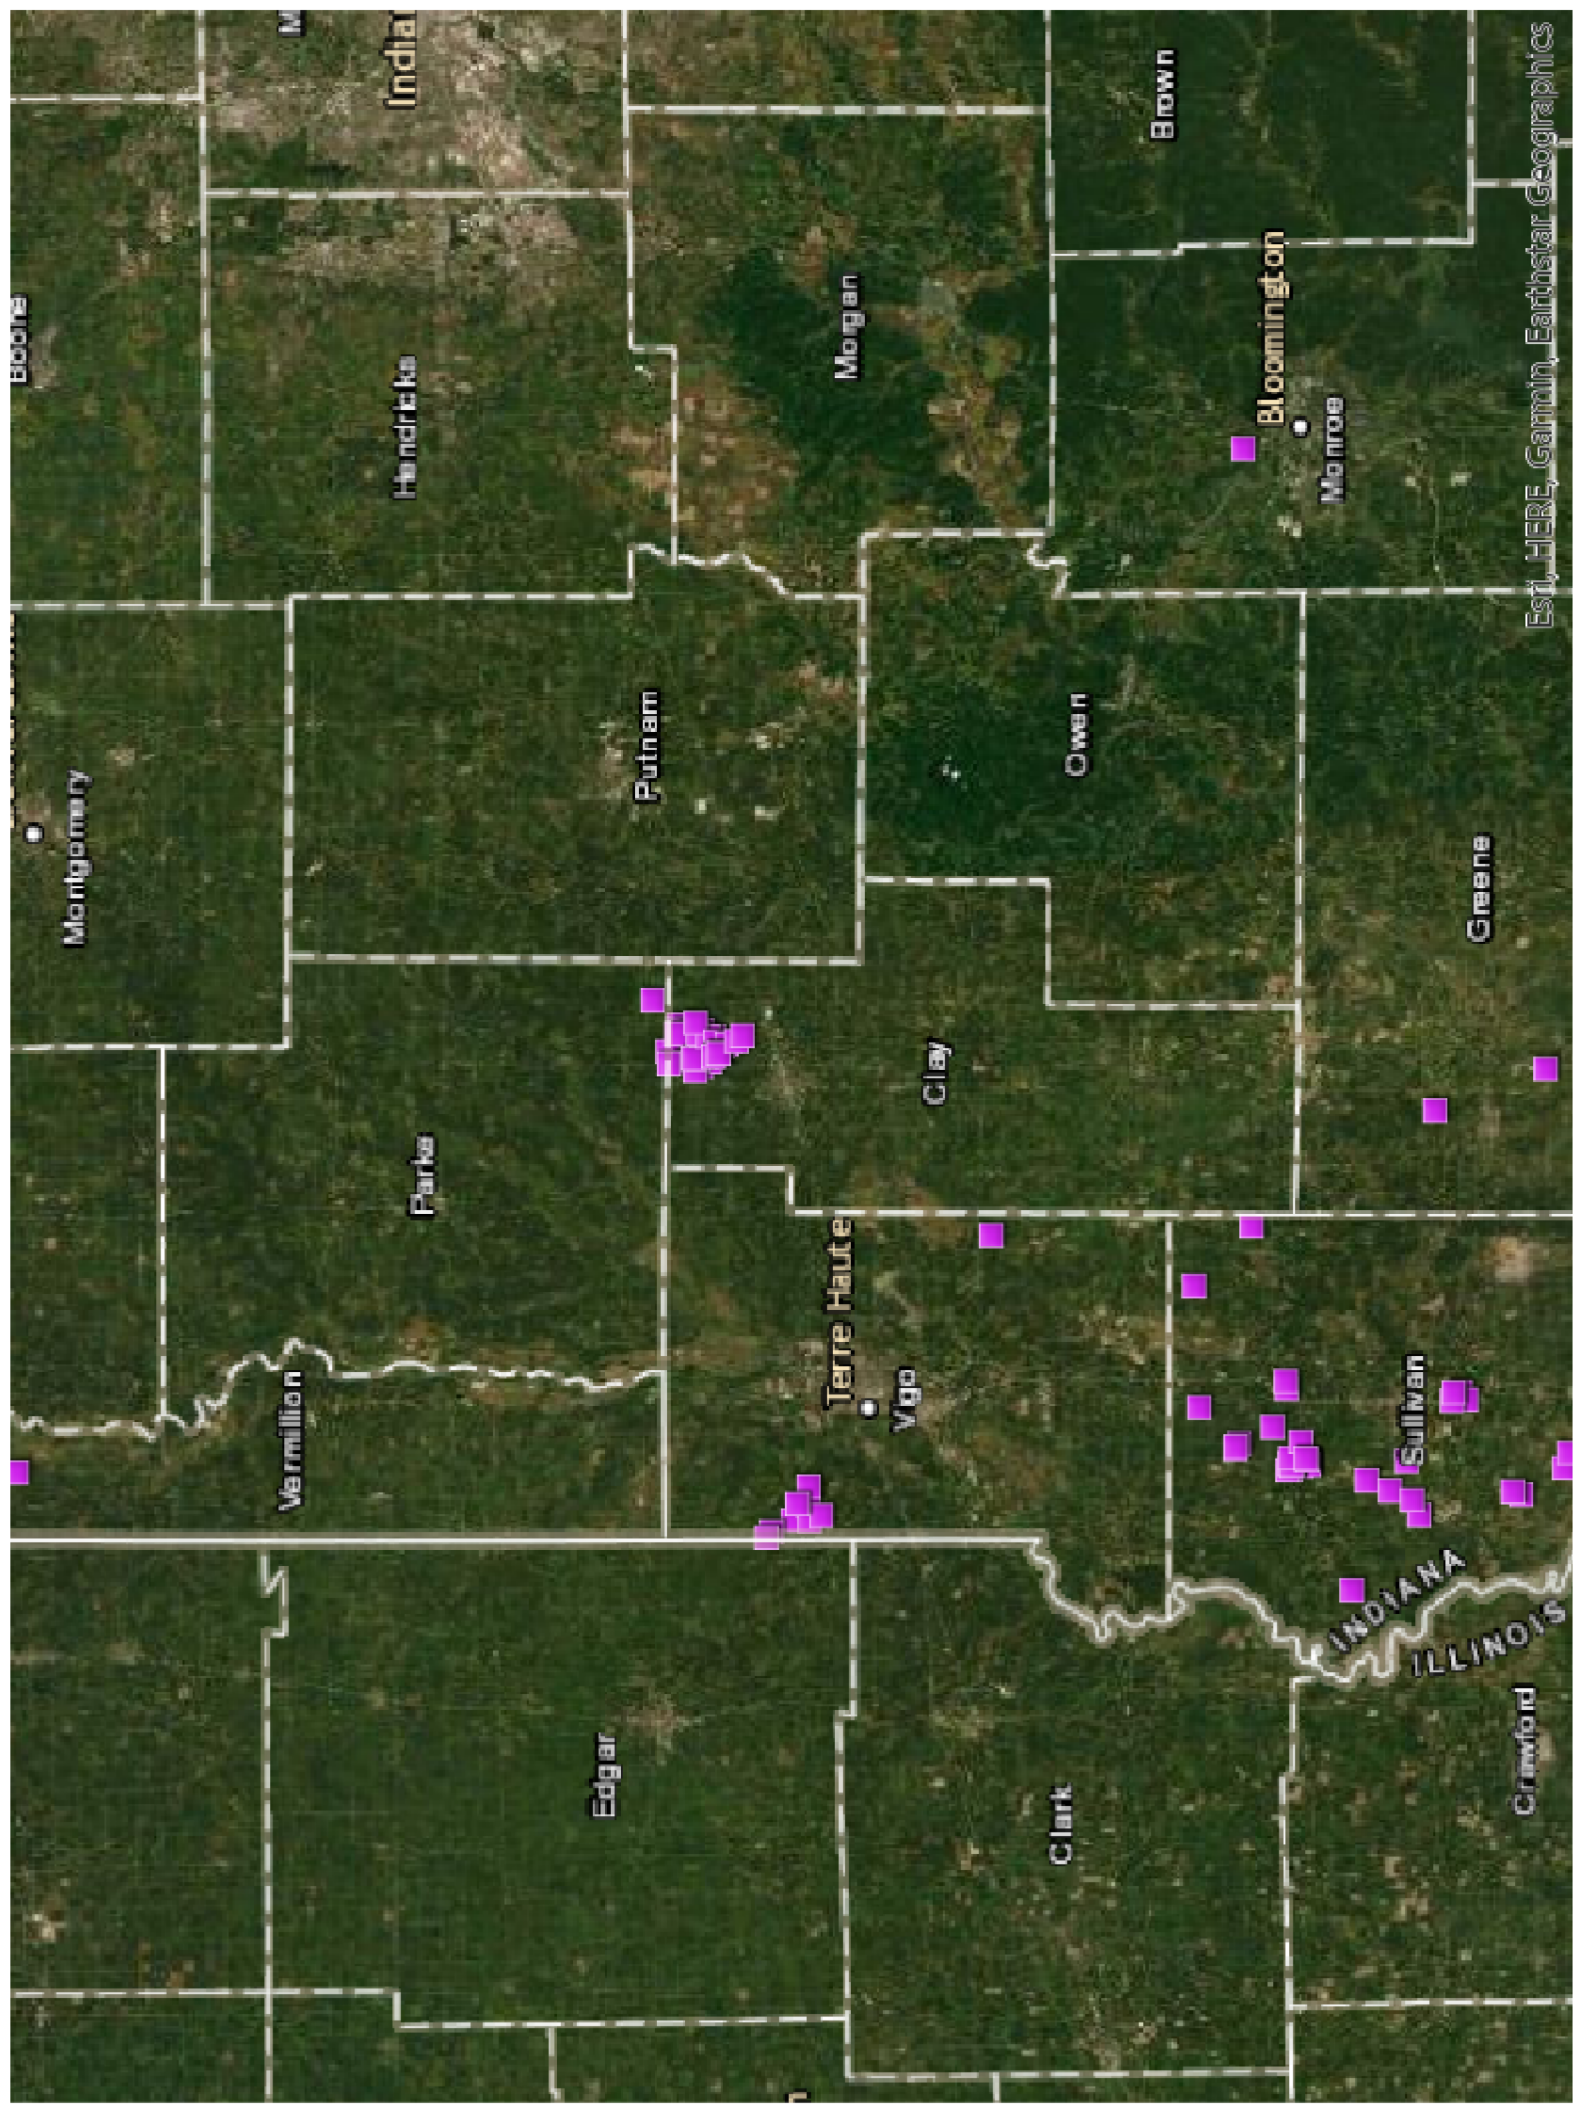 Boone
Montgomery
Vermillion
M
India
Hendricks
Parke
Edgar
Putnam
Terre Haute
Morgan
Vigo
Clay
Clark
Owen
Brown
Bloomington
Monroe
INDIANA
Sullivan
ILLINOIS
Greene
Crawford
Esri, HERE, Garmin, Earthstar Geographics